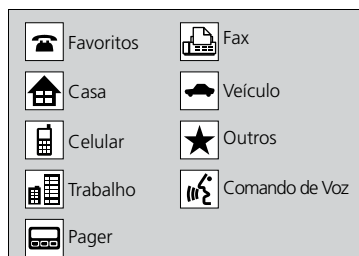 Favoritos
Casa
Celular
Trabalho
Pager
Fax
Veículo
Outros
Comando de Voz